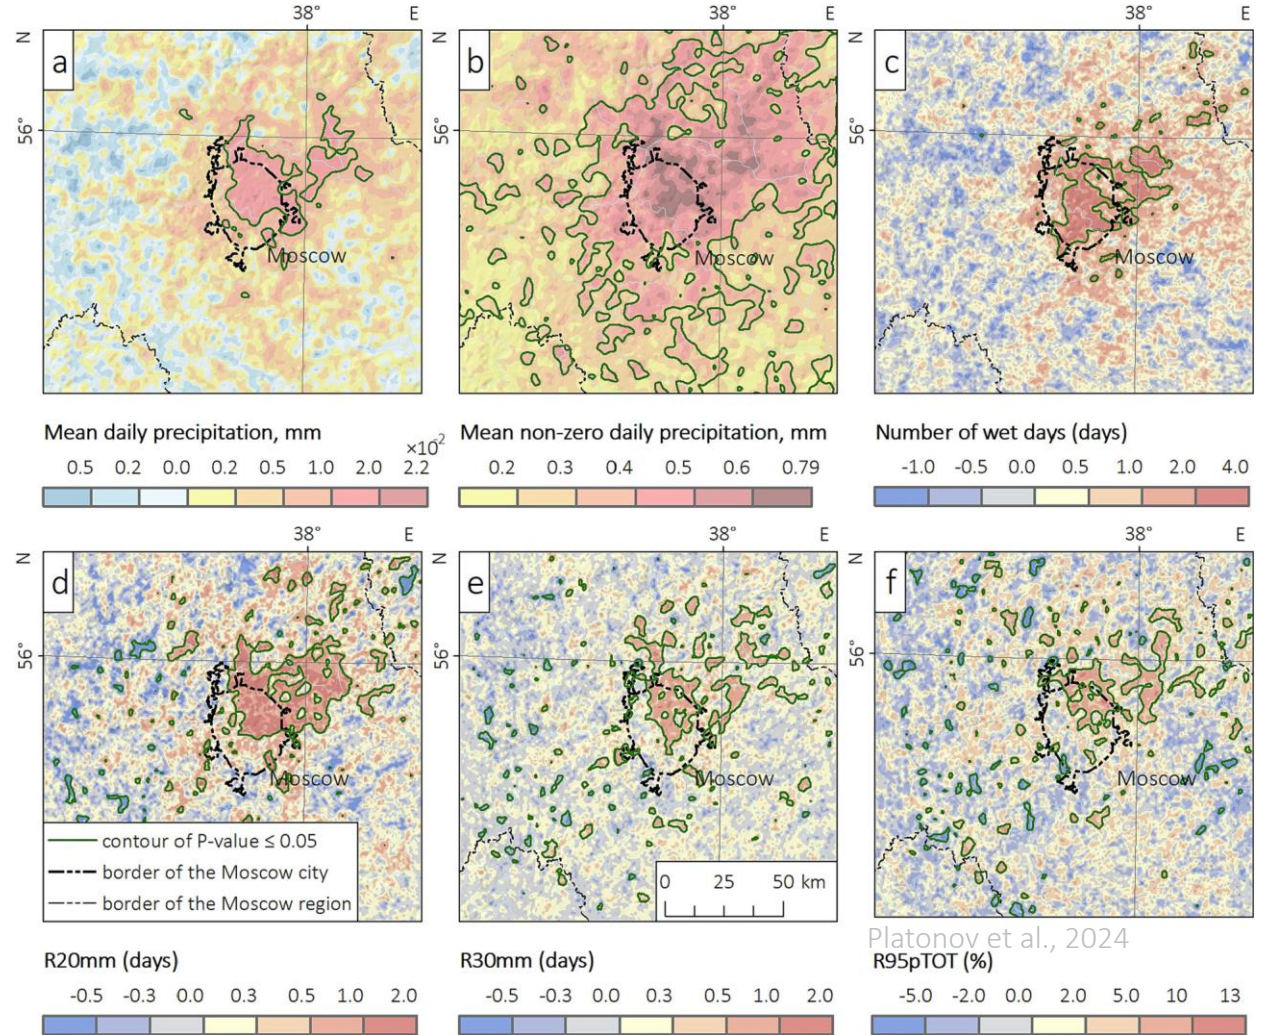 38° E
38° E
N
N
N
a
b
c
56°
56°
56°
Moscow
Moscow
Moscow
Mean daily precipitation, mm
×10-2
0.5 0.2 0.0 0.2 0.5 1.0 2.0 2.2
Mean non-zero daily precipitation, mm
0.2 0.3 0.4 0.5 0.6 0.79
Number of wet days (days)
-1.0 -0.5 0.0 0.5 1.0 2.0 4.0
38° E
38° E
38° E
N
N
N
d
e
f
56°
56°
56°
Moscow
Moscow
Moscow
contour of P-value ≤ 0.05
border of the Moscow city
border of the Moscow region
0 25 50 km
Platonov et al., 2024
R20mm (days)
-0.5 -0.3 0.0 0.3 0.5 1.0 2.0
R30mm (days)
-0.5 -0.3 0.0 0.3 0.5 1.0 2.0
R95pTOT (%)
-5.0 -2.0 0.0 2.0 5.0 10 13